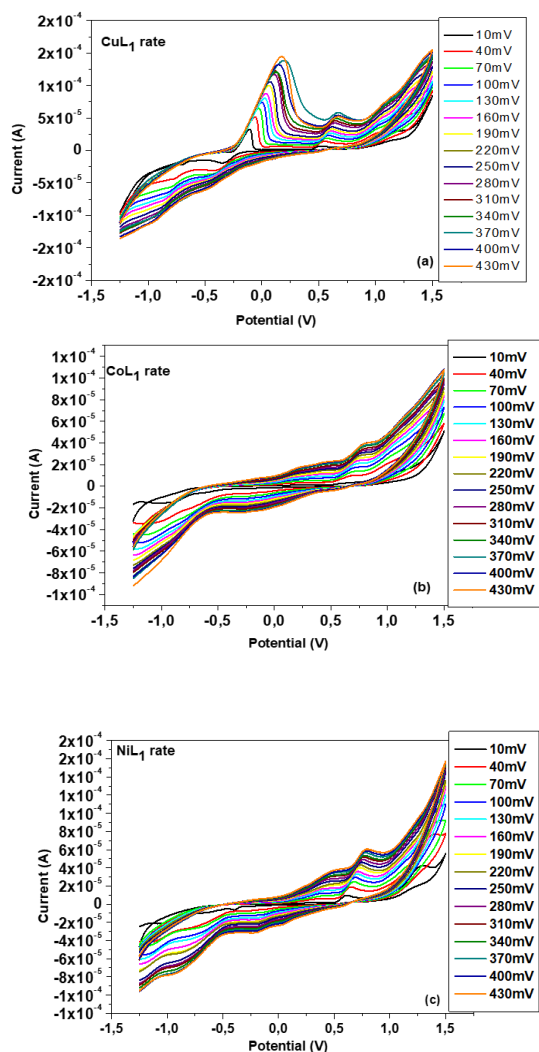 CuL1 rate
2x10-4
2x10-4
1x10-4
5x10-5
0
-5x10-5
-1x10-4
-2x10-4
-2x10-4
Current (A)
-1,5 -1,0 -0,5 0,0 0,5 1,0 1,5
Potential (V)
(a)
10mV
40mV
70mV
100mV
130mV
160mV
190mV
220mV
250mV
280mV
310mV
340mV
370mV
400mV
430mV
CoL1 rate
1x10-4
1x10-4
8x10-5
6x10-5
4x10-5
2x10-5
0
-2x10-5
-4x10-5
-6x10-5
-8x10-5
-1x10-4
Current (A)
-1,5 -1,0 -0,5 0,0 0,5 1,0 1,5
Potential (V)
(b)
10mV
40mV
70mV
100mV
130mV
160mV
190mV
220mV
250mV
280mV
310mV
340mV
370mV
400mV
430mV
NiL1 rate
2x10-4
2x10-4
1x10-4
1x10-4
1x10-4
8x10-5
6x10-5
4x10-5
2x10-5
0
-2x10-5
-4x10-5
-6x10-5
-8x10-5
-1x10-4
-1x10-4
Current (A)
-1,5 -1,0 -0,5 0,0 0,5 1,0 1,5
Potential (V)
(c)
10mV
40mV
70mV
100mV
130mV
160mV
190mV
220mV
250mV
280mV
310mV
340mV
370mV
400mV
430mV